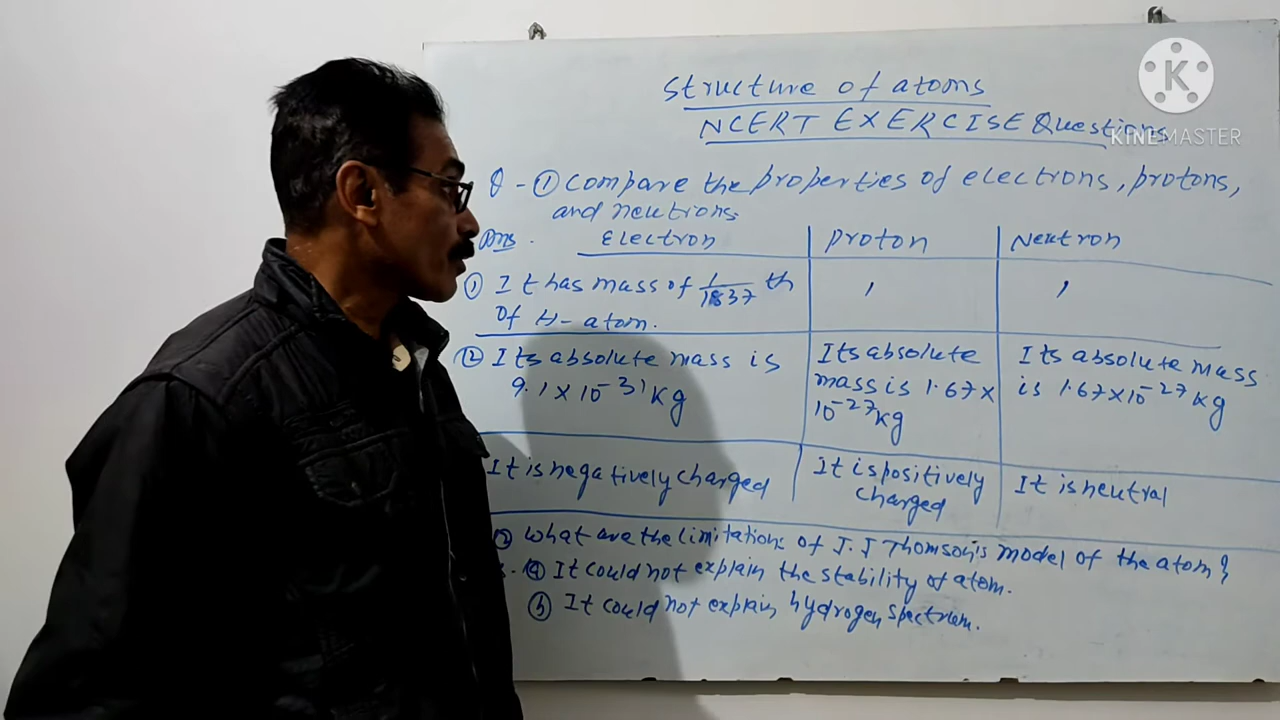 Structure of atoms
NCERT EXERCISE Questions
K
KINEMASTER
Q - ① Compare the properties of electrons, protons,
and neutrons.
Ans. Electron Proton Neutron
① It has mass of 1/1837 th , ,
of H-atom.
② Its absolute mass is Its absolute Its absolute mass
9.1 × 10⁻³¹ kg mass is 1.67 × is 1.67 × 10⁻²⁷ kg
10⁻²⁷ kg
It is negatively charged It is positively It is neutral
charged
What are the limitations of J.J Thomson's model of the atom?
ⓐ It could not explain the stability of atom.
ⓑ It could not explain hydrogen spectrum.